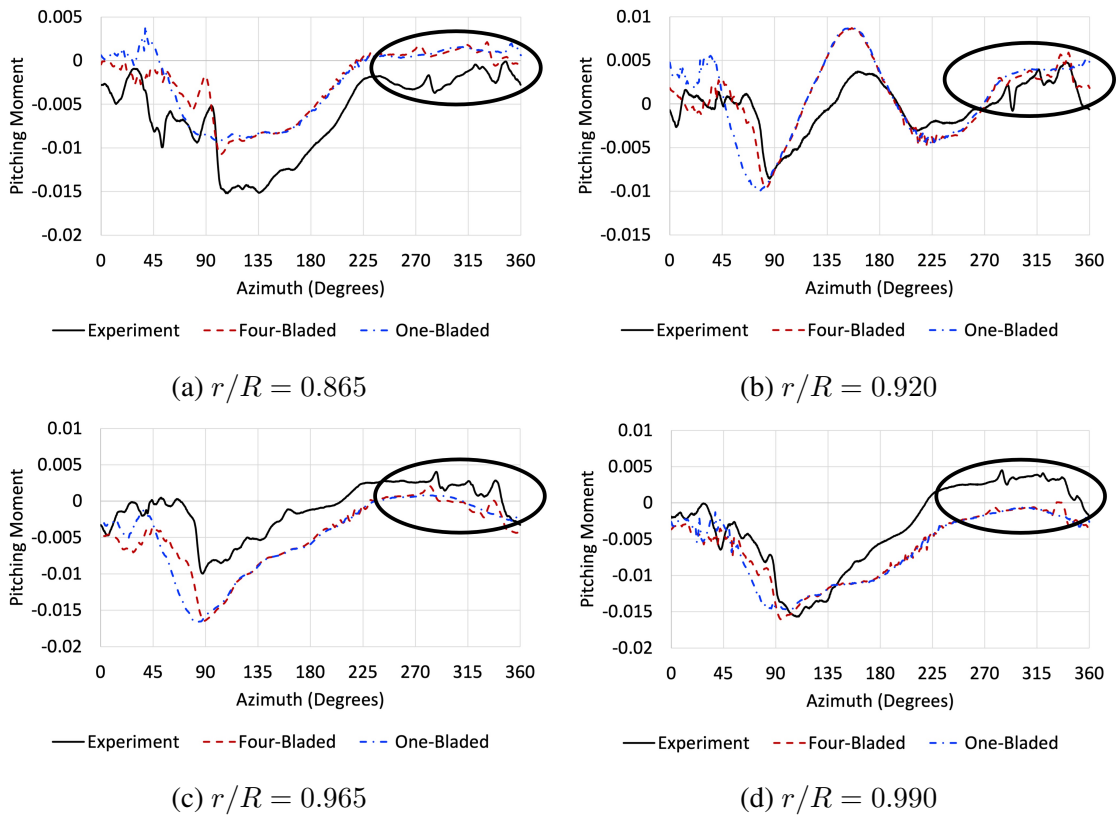 0.005
0
-0.005
-0.01
-0.015
-0.02
Pitching Moment
0 45 90 135 180 225 270 315 360
Azimuth (Degrees)
Experiment Four-Bladed One-Bladed
(a) r/R = 0.865
0.01
0.005
0
-0.005
-0.01
-0.015
Pitching Moment
0 45 90 135 180 225 270 315 360
Azimuth (Degrees)
Experiment Four-Bladed One-Bladed
(b) r/R = 0.920
0.01
0.005
0
-0.005
-0.01
-0.015
-0.02
Pitching Moment
0 45 90 135 180 225 270 315 360
Azimuth (Degrees)
Experiment Four-Bladed One-Bladed
(c) r/R = 0.965
0.01
0.005
0
-0.005
-0.01
-0.015
-0.02
Pitching Moment
0 45 90 135 180 225 270 315 360
Azimuth (Degrees)
Experiment Four-Bladed One-Bladed
(d) r/R = 0.990